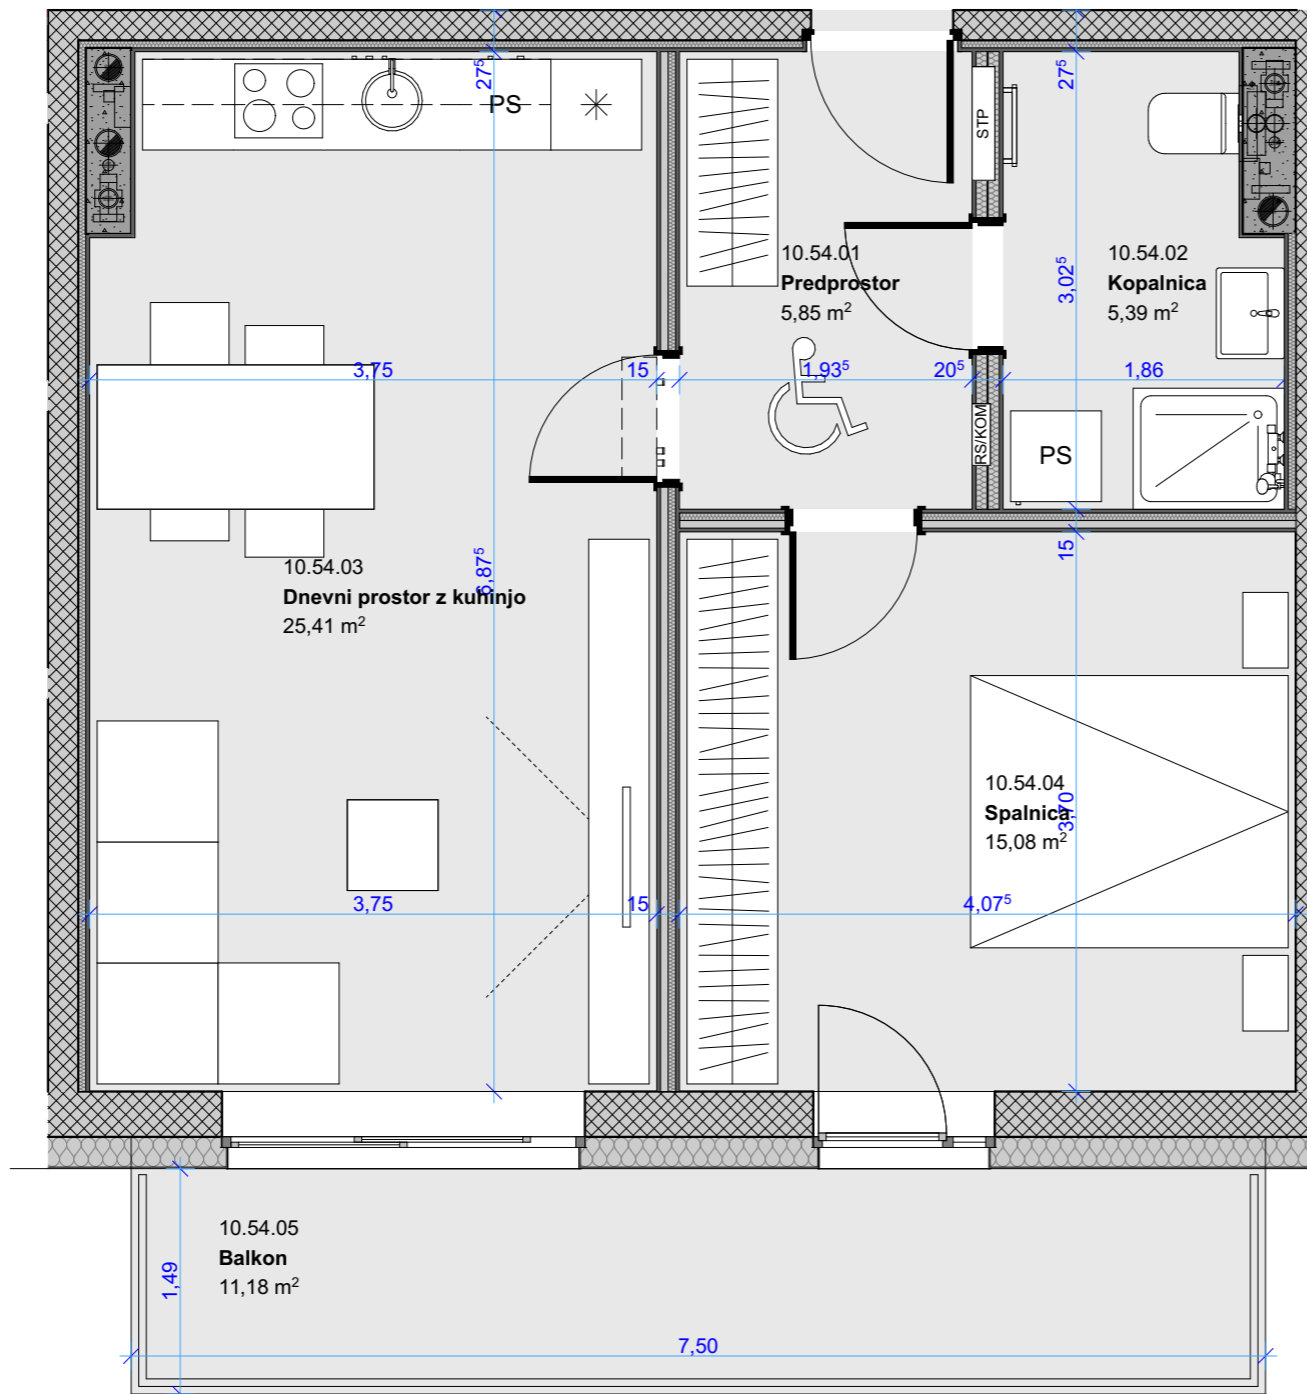 27⁵
27⁵
PS
STP
10.54.01
Predprostor
5,85 m²
10.54.02
Kopalnica
5,39 m²
3,02⁵
3,75
15
1,93⁵
20⁵
1,86
RS/KOM
PS
15
10.54.03
Dnevni prostor z kuhinjo
25,41 m²
6,87⁵
10.54.04
Spalnica
15,08 m²
3,70
3,75
15
4,07⁵
10.54.05
Balkon
11,18 m²
1,49
7,50